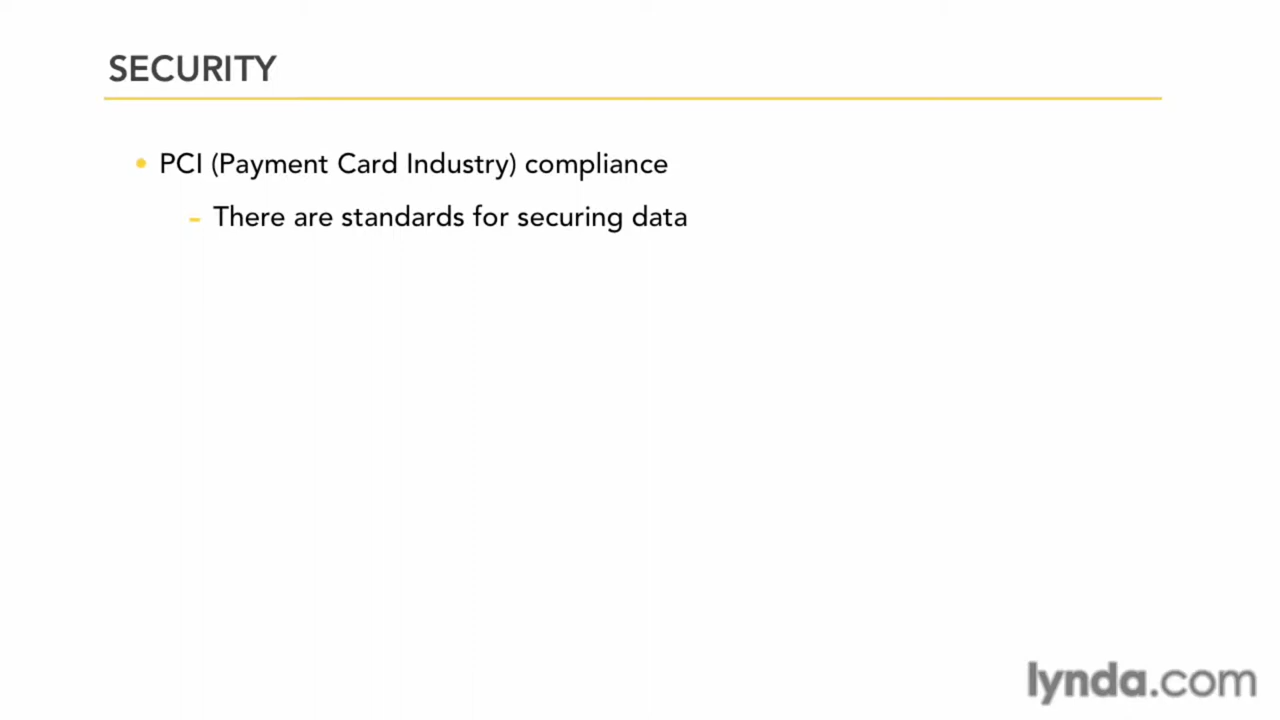 SECURITY
• PCI (Payment Card Industry) compliance
– There are standards for securing data
lynda.com